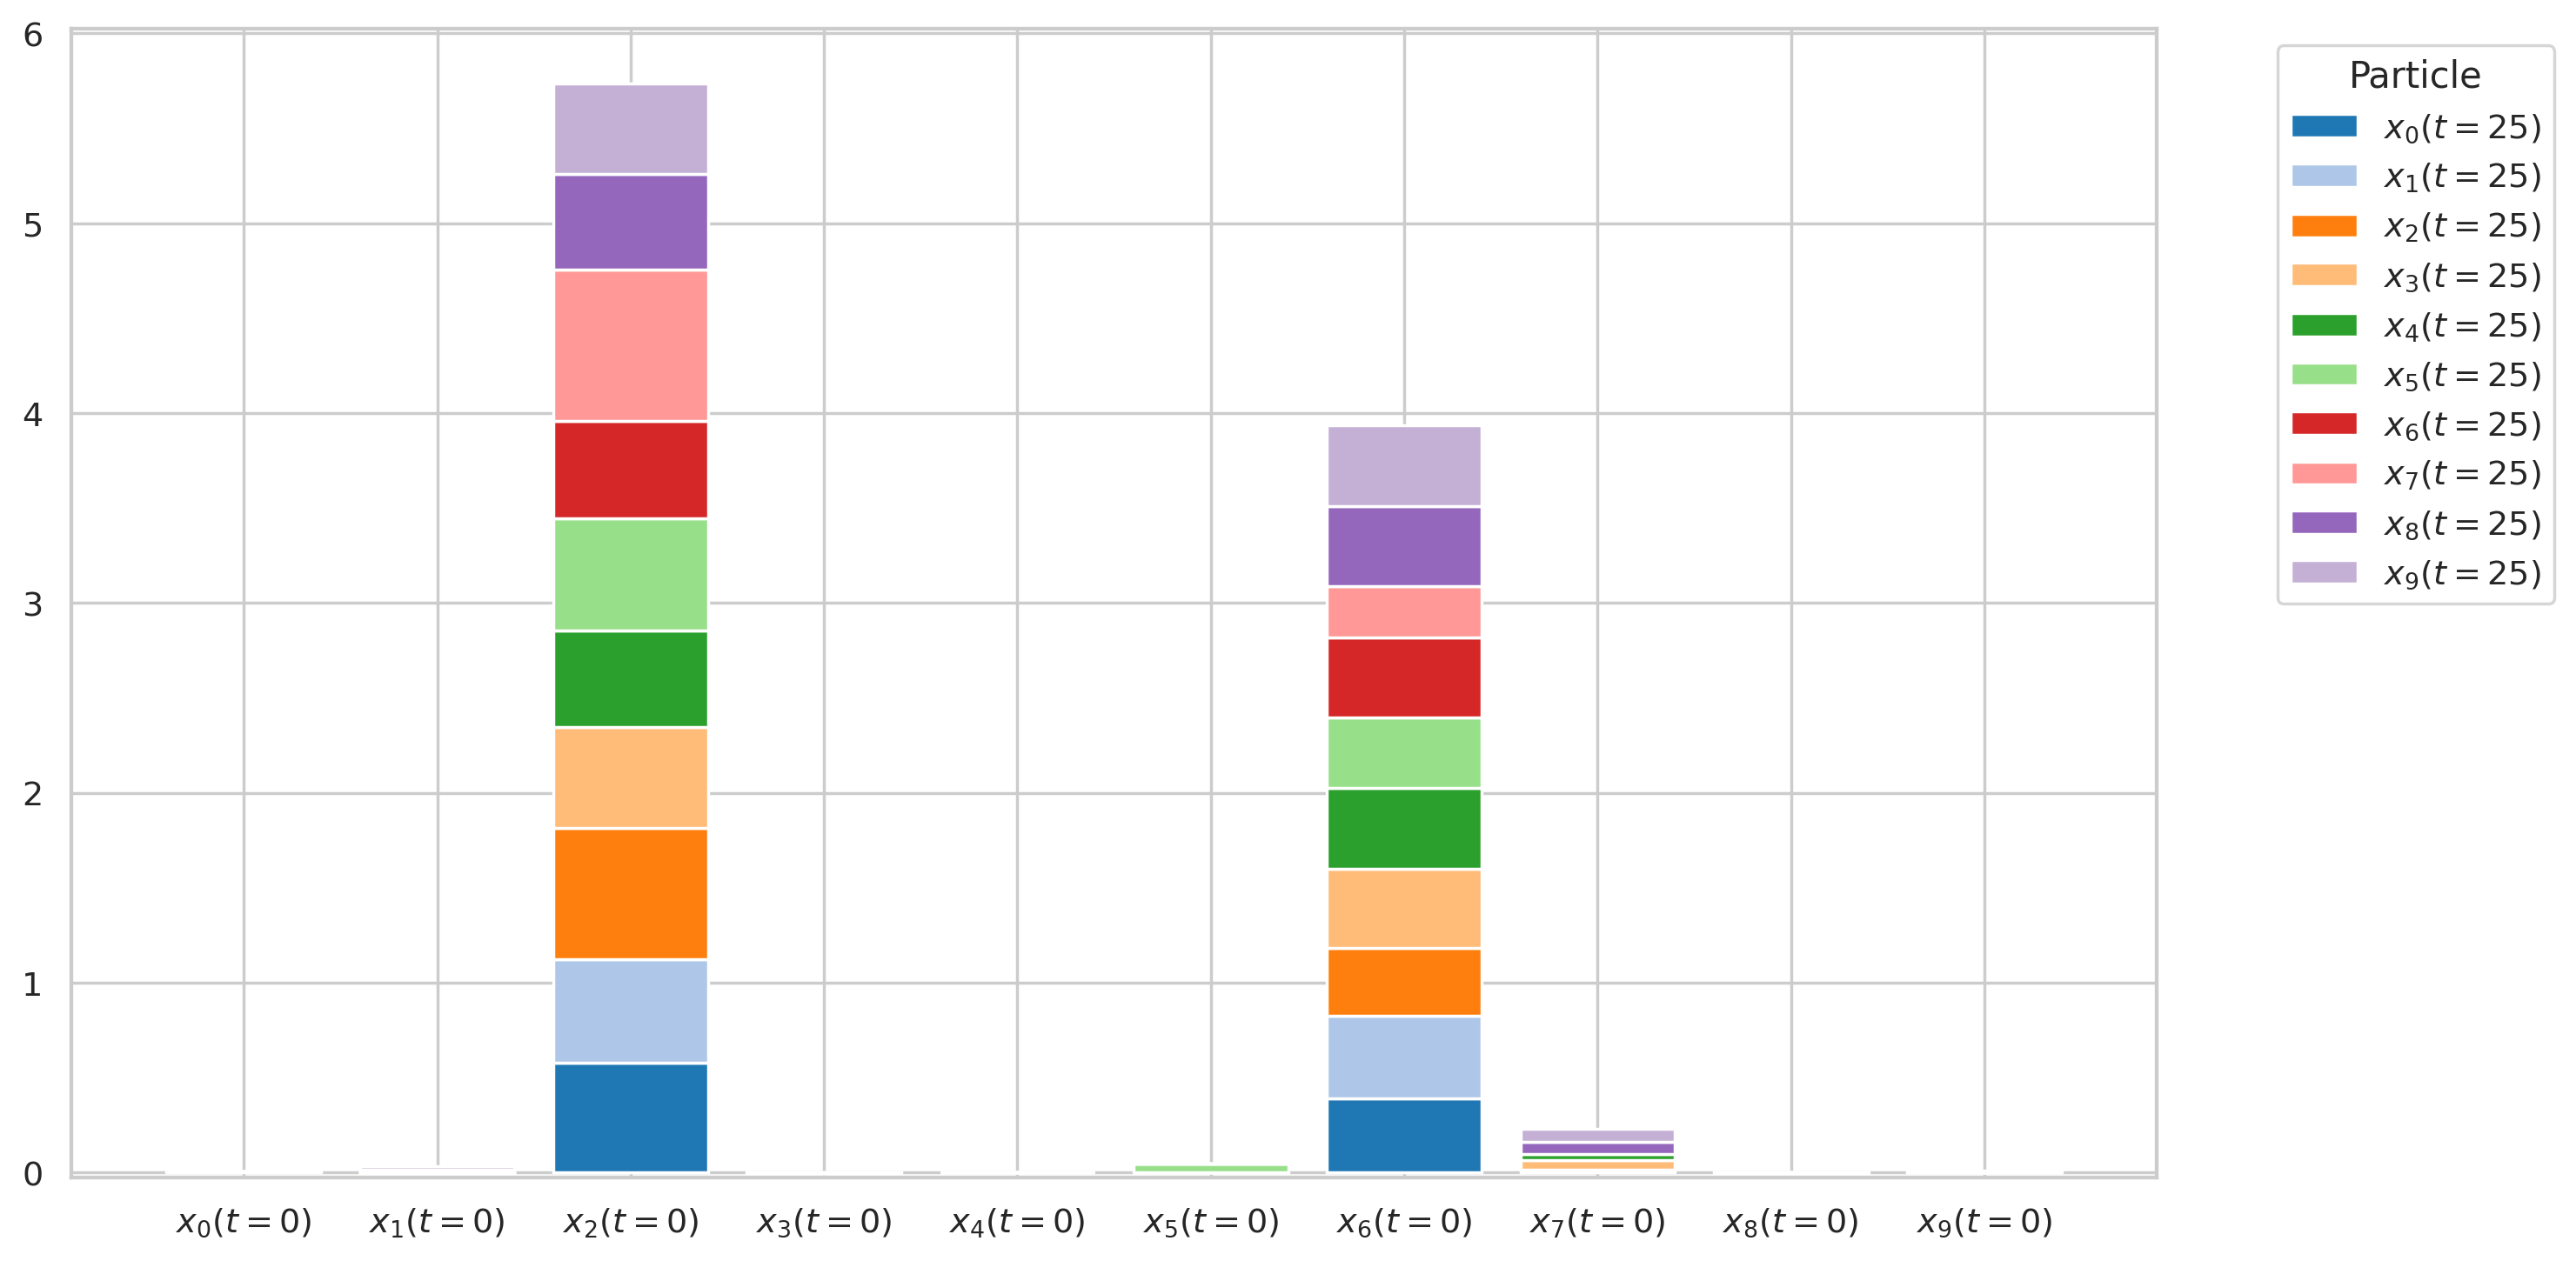 6
5
4
3
2
1
0
x₀(t = 0) x₁(t = 0) x₂(t = 0) x₃(t = 0) x₄(t = 0) x₅(t = 0) x₆(t = 0) x₇(t = 0) x₈(t = 0) x₉(t = 0)
Particle
x₀(t = 25)
x₁(t = 25)
x₂(t = 25)
x₃(t = 25)
x₄(t = 25)
x₅(t = 25)
x₆(t = 25)
x₇(t = 25)
x₈(t = 25)
x₉(t = 25)